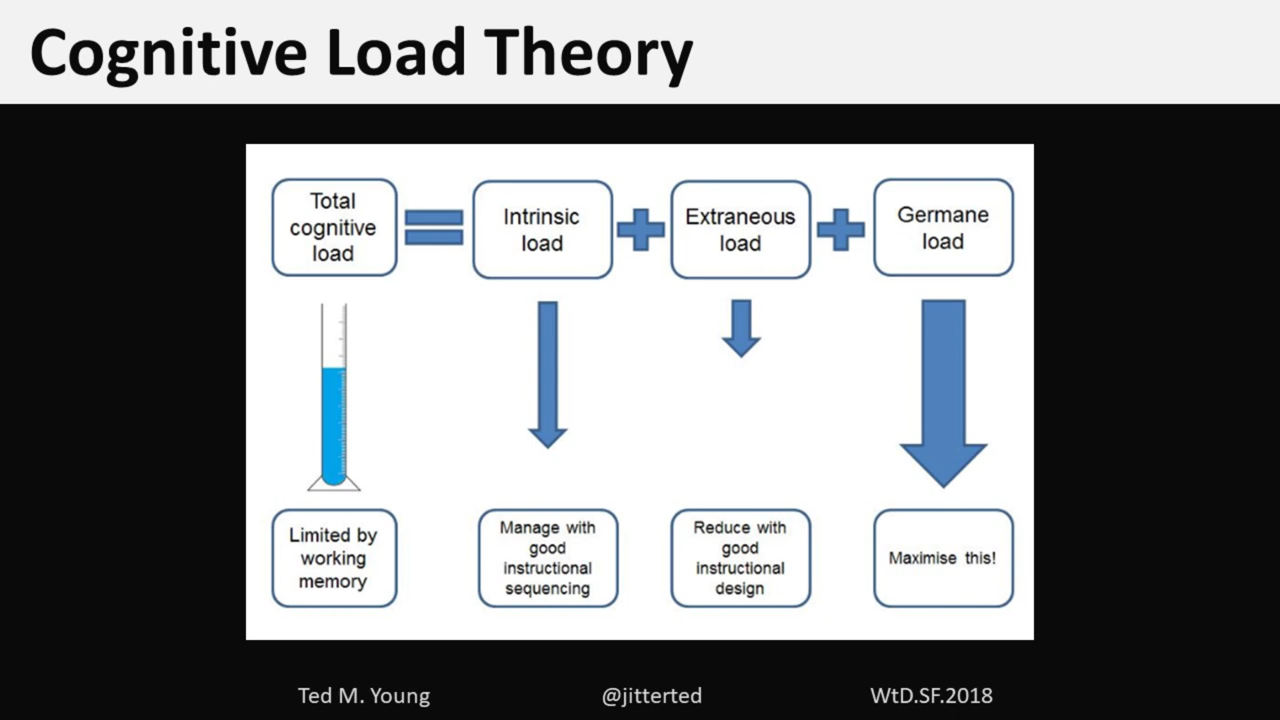 Cognitive Load Theory
Total
cognitive
load
Intrinsic
load
Extraneous
load
Germane
load
Limited by
working
memory
Manage with
good
instructional
sequencing
Reduce with
good
instructional
design
Maximise this!
Ted M. Young
@jitterted
WtD.SF.2018